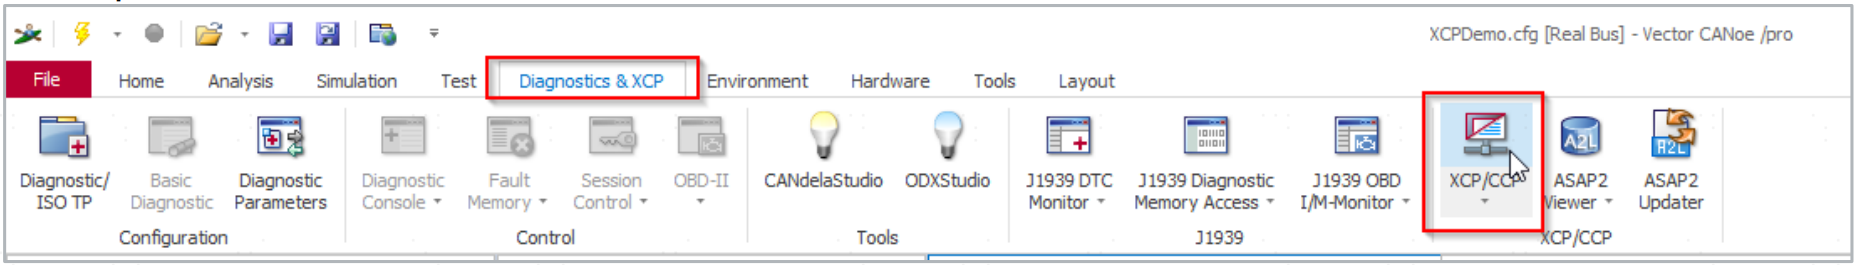 XCPDemo.cfg [Real Bus] - Vector CANoe /pro
File Home Analysis Simulation Test Diagnostics & XCP Environment Hardware Tools Layout
A2L
A2L
Diagnostic/ Basic Diagnostic Diagnostic Fault Session OBD-II CANdelaStudio ODXStudio J1939 DTC J1939 Diagnostic J1939 OBD XCP/CCP ASAP2 ASAP2
ISO TP Diagnostic Parameters Console Memory Control Monitor Memory Access I/M-Monitor Viewer Updater
Configuration Control Tools J1939 XCP/CCP